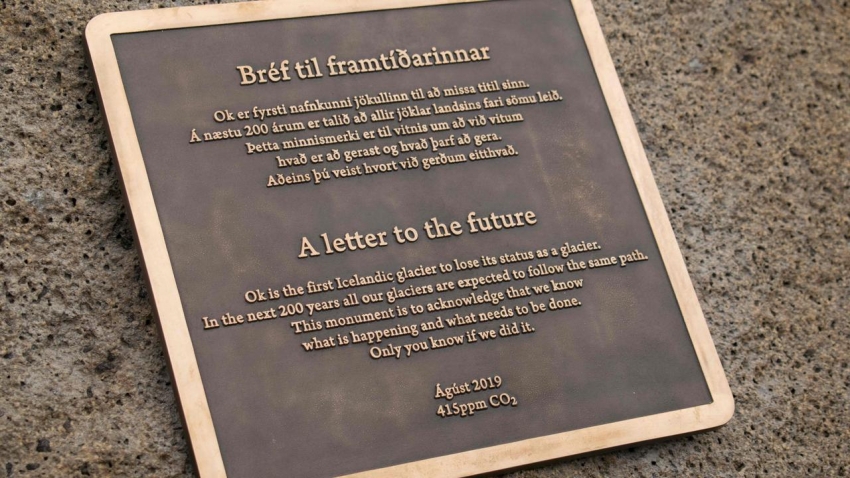 Bréf til framtíðarinnar
Ok er fyrsti nafnkunni jökullinn til að missa titil sinn.
Á næstu 200 árum er talið að allir jöklar landsins fari sömu leið.
Þetta minnismerki er til vitnis um að við vitum
hvað er að gerast og hvað þarf að gera.
Aðeins þú veist hvort við gerðum eitthvað.
A letter to the future
Ok is the first Icelandic glacier to lose its status as a glacier.
In the next 200 years all our glaciers are expected to follow the same path.
This monument is to acknowledge that we know
what is happening and what needs to be done.
Only you know if we did it.
Ágúst 2019
415ppm CO₂